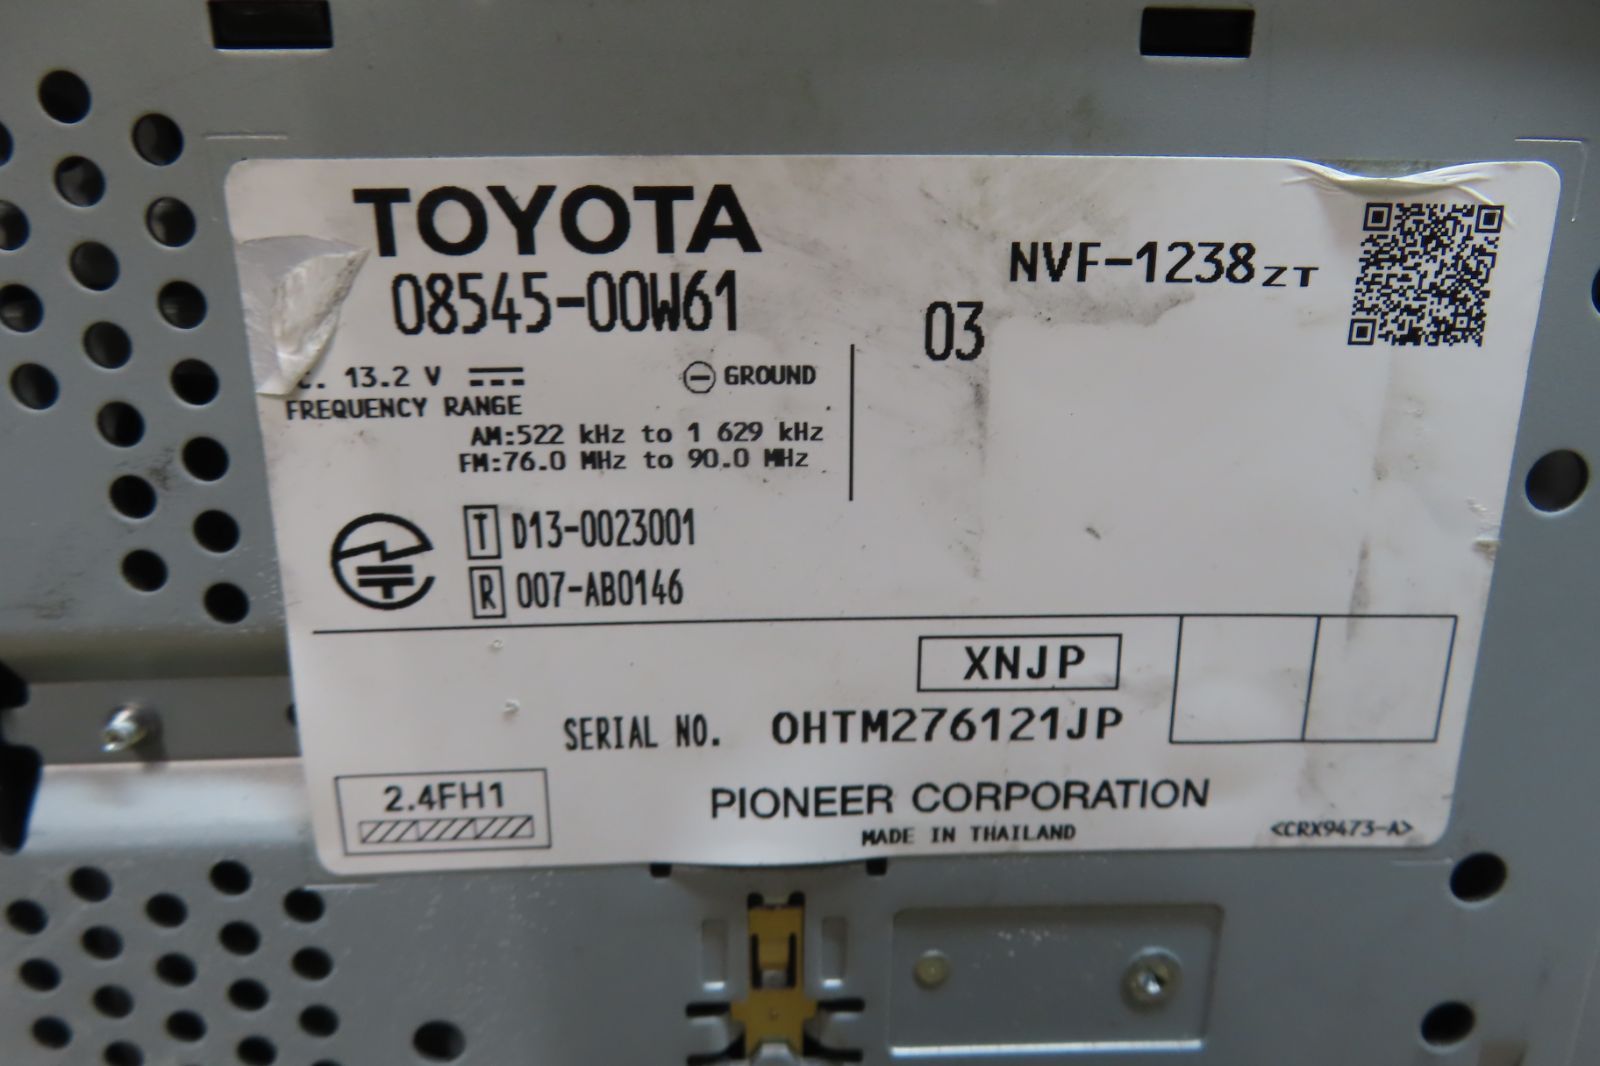 TOYOTA
08545-00W61
NVF-1238ZT
03
C. 13.2 V
GROUND
FREQUENCY RANGE
AM:522 kHz to 1 629 kHz
FM:76.0 MHz to 90.0 MHz
T D13-0023001
R 007-AB0146
XNJP
SERIAL NO. OHTM276121JP
2.4FH1
PIONEER CORPORATION
MADE IN THAILAND
<CRX9473-A>